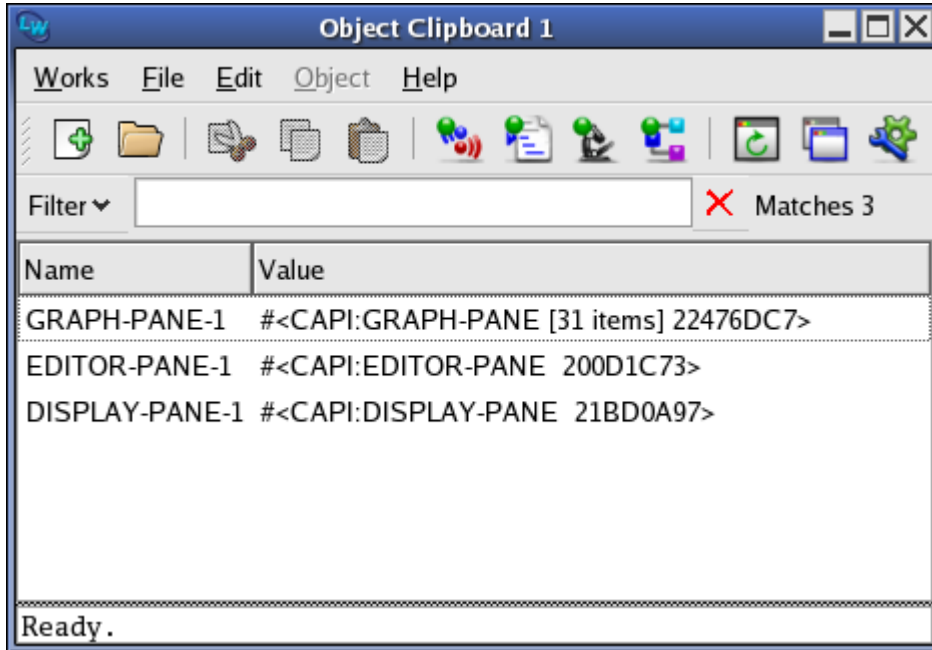 LW Object Clipboard 1
Works File Edit Object Help
Filter Matches 3
Name Value
GRAPH-PANE-1 #<CAPI:GRAPH-PANE [31 items] 22476DC7>
EDITOR-PANE-1 #<CAPI:EDITOR-PANE  200D1C73>
DISPLAY-PANE-1 #<CAPI:DISPLAY-PANE  21BD0A97>
Ready.